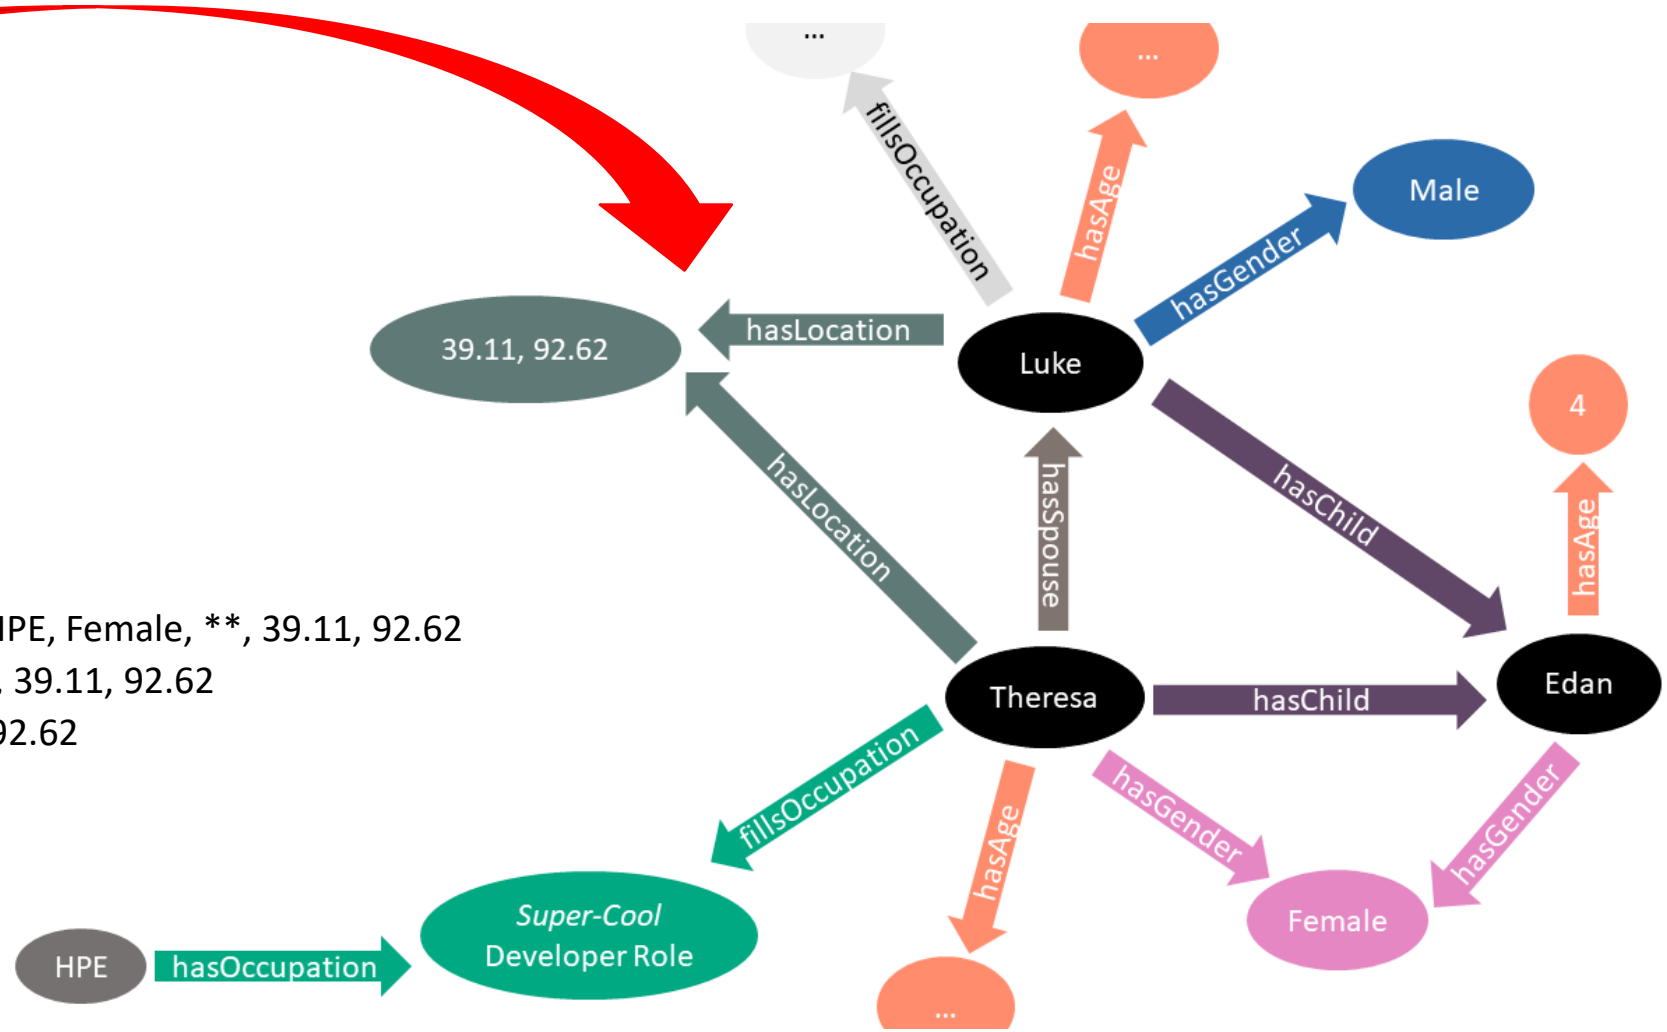 ...
...
fillsOccupation
hasAge
Male
hasGender
39.11, 92.62
hasLocation
Luke
4
hasLocation
hasSpouse
hasChild
hasAge
HPE, Female, **, 39.11, 92.62
, 39.11, 92.62
92.62
Theresa
hasChild
Edan
fillsOccupation
hasAge
hasGender
hasGender
Super-Cool
Developer Role
Female
HPE
hasOccupation
...